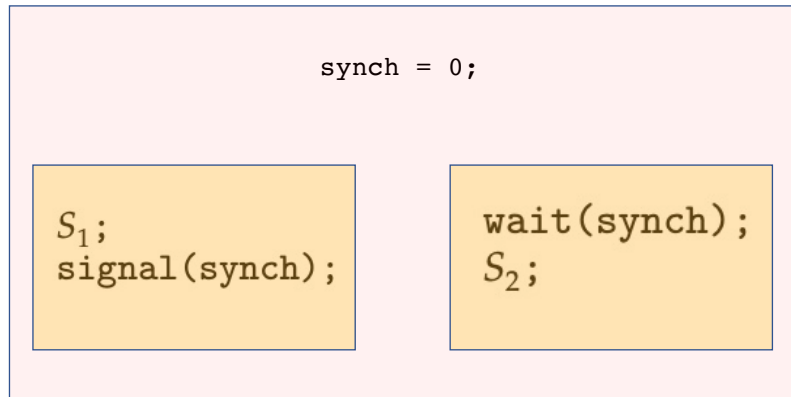 synch = 0;
S₁;
signal(synch);
wait(synch);
S₂;